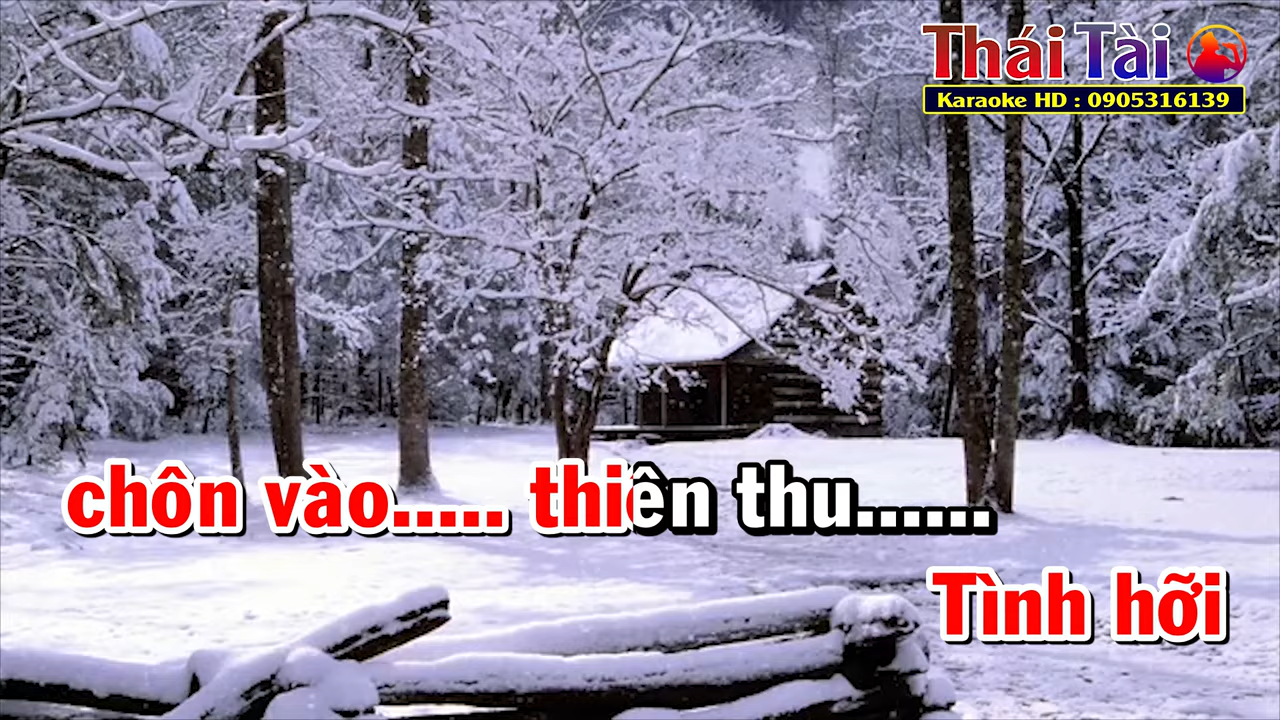 Thái Tài
Karaoke HD : 0905316139
chôn vào..... thiên thu......
Tình hỡi